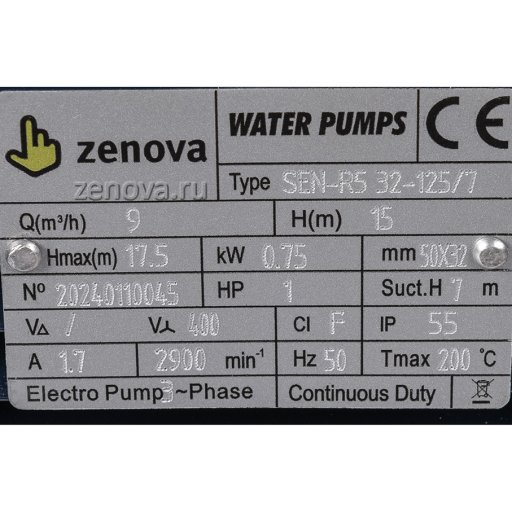 zenova
WATER PUMPS
CE
zenova.ru
Type SEN-RS 32-125/7
Q(m³/h) 9 H(m) 15
Hmax(m) 17.5 kW 0.75 mm 50X32
Nº 20240110045 HP 1 Suct.H 7 m
V△ / V⅄ 400 Cl F IP 55
A 1.7 2900 min⁻¹ Hz 50 Tmax 200 °C
Electro Pump 3~Phase Continuous Duty